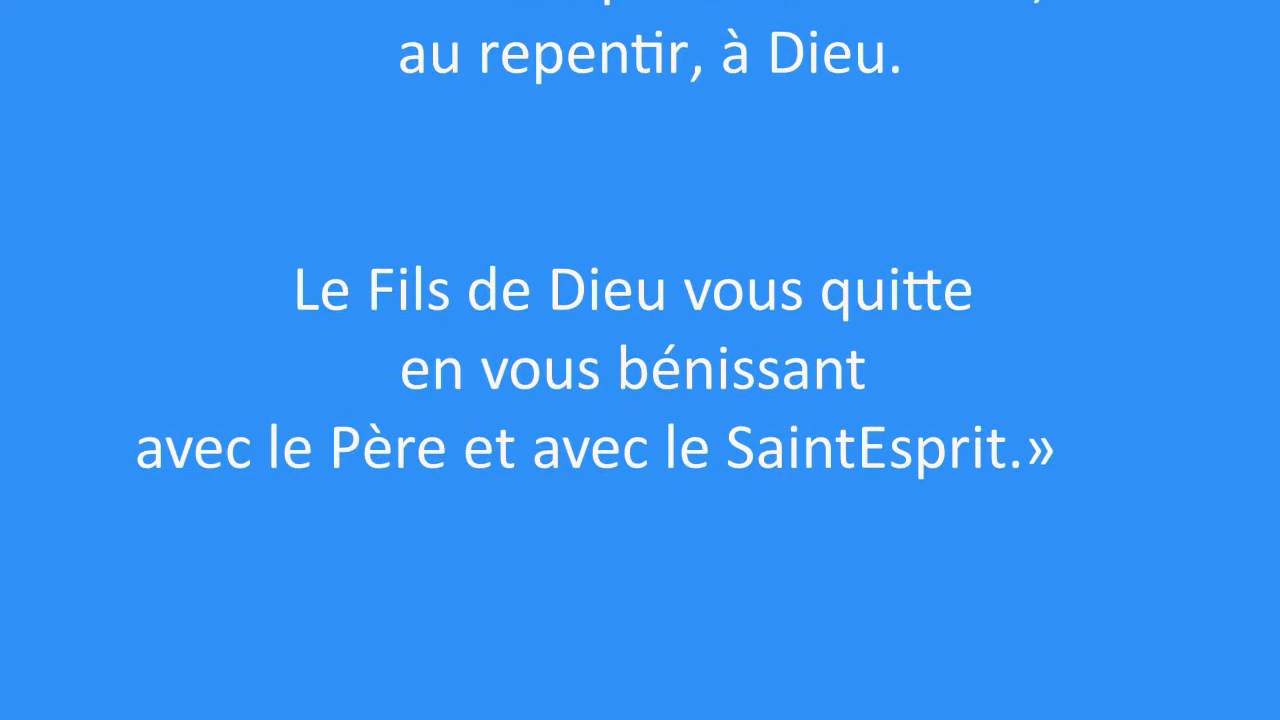 au repentir, à Dieu.
Le Fils de Dieu vous quitte
en vous bénissant
avec le Père et avec le SaintEsprit.»